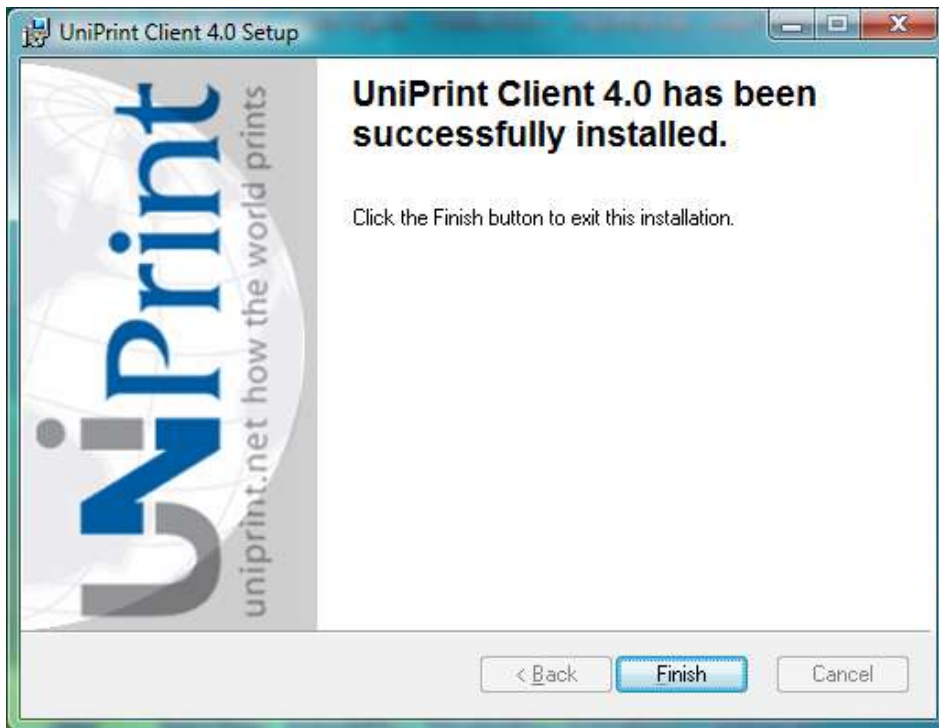 UniPrint Client 4.0 Setup
UniPrint
uniprint.net how the world prints
UniPrint Client 4.0 has been
successfully installed.
Click the Finish button to exit this installation.
< Back
Finish
Cancel